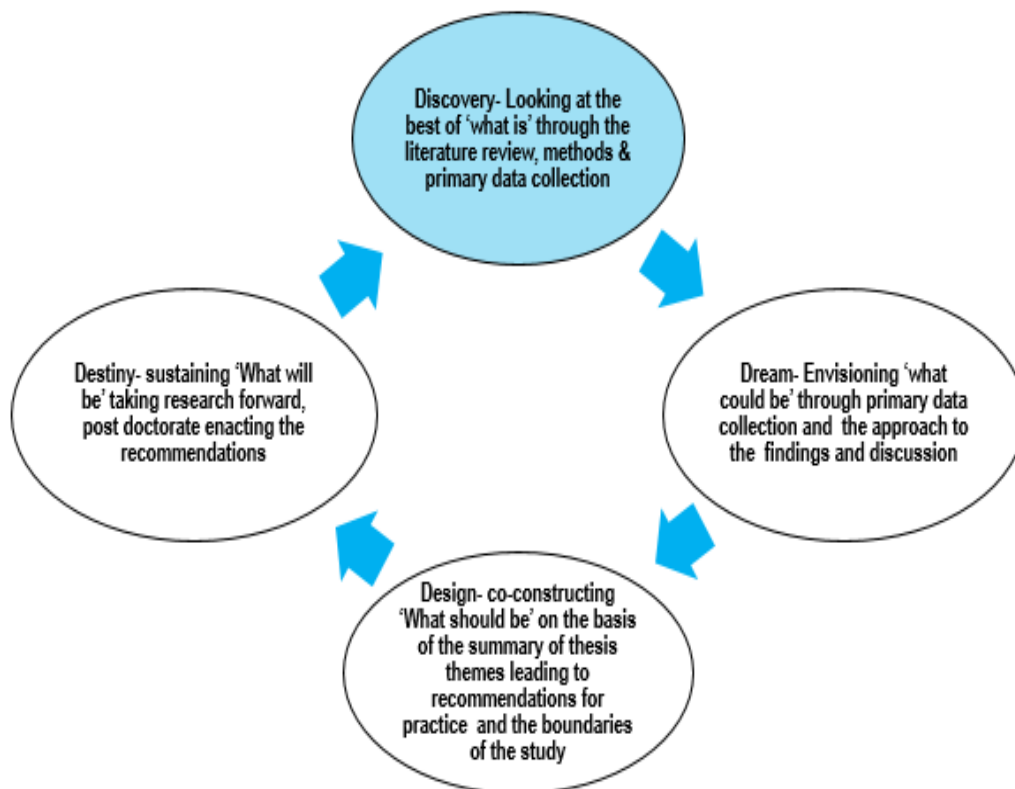 Discovery- Looking at the
best of ‘what is’ through the
literature review, methods &
primary data collection
Dream- Envisioning ‘what
could be’ through primary data
collection and the approach to
the findings and discussion
Design- co-constructing
‘What should be’ on the basis
of the summary of thesis
themes leading to
recommendations for
practice and the boundaries
of the study
Destiny- sustaining ‘What will
be’ taking research forward,
post doctorate enacting the
recommendations